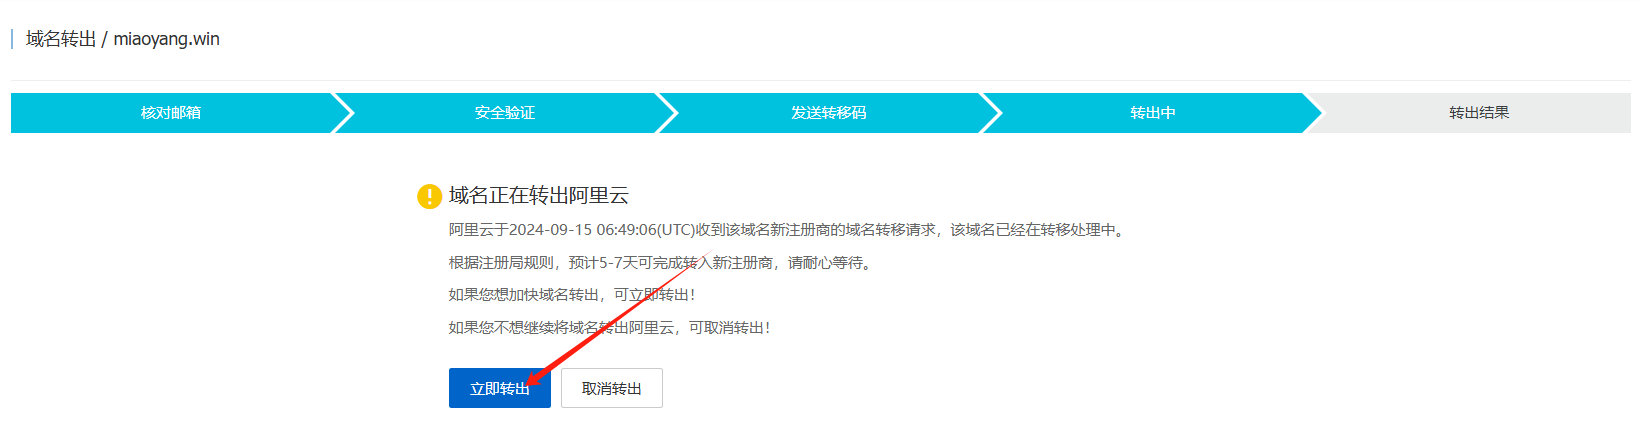 域名转出 / miaoyang.win
核对邮箱
安全验证
发送转移码
转出中
转出结果
域名正在转出阿里云
阿里云于2024-09-15 06:49:06(UTC)收到该域名新注册商的域名转移请求，该域名已经在转移处理中。
根据注册局规则，预计5-7天可完成转入新注册商，请耐心等待。
如果您想加快域名转出，可立即转出！
如果您不想继续将域名转出阿里云，可取消转出！
立即转出
取消转出